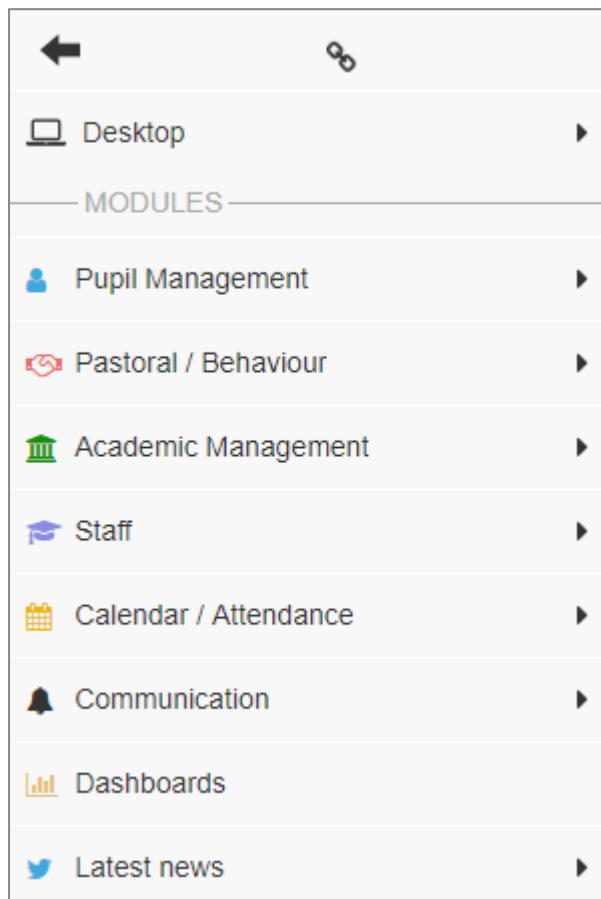 Desktop
MODULES
Pupil Management
Pastoral / Behaviour
Academic Management
Staff
Calendar / Attendance
Communication
Dashboards
Latest news